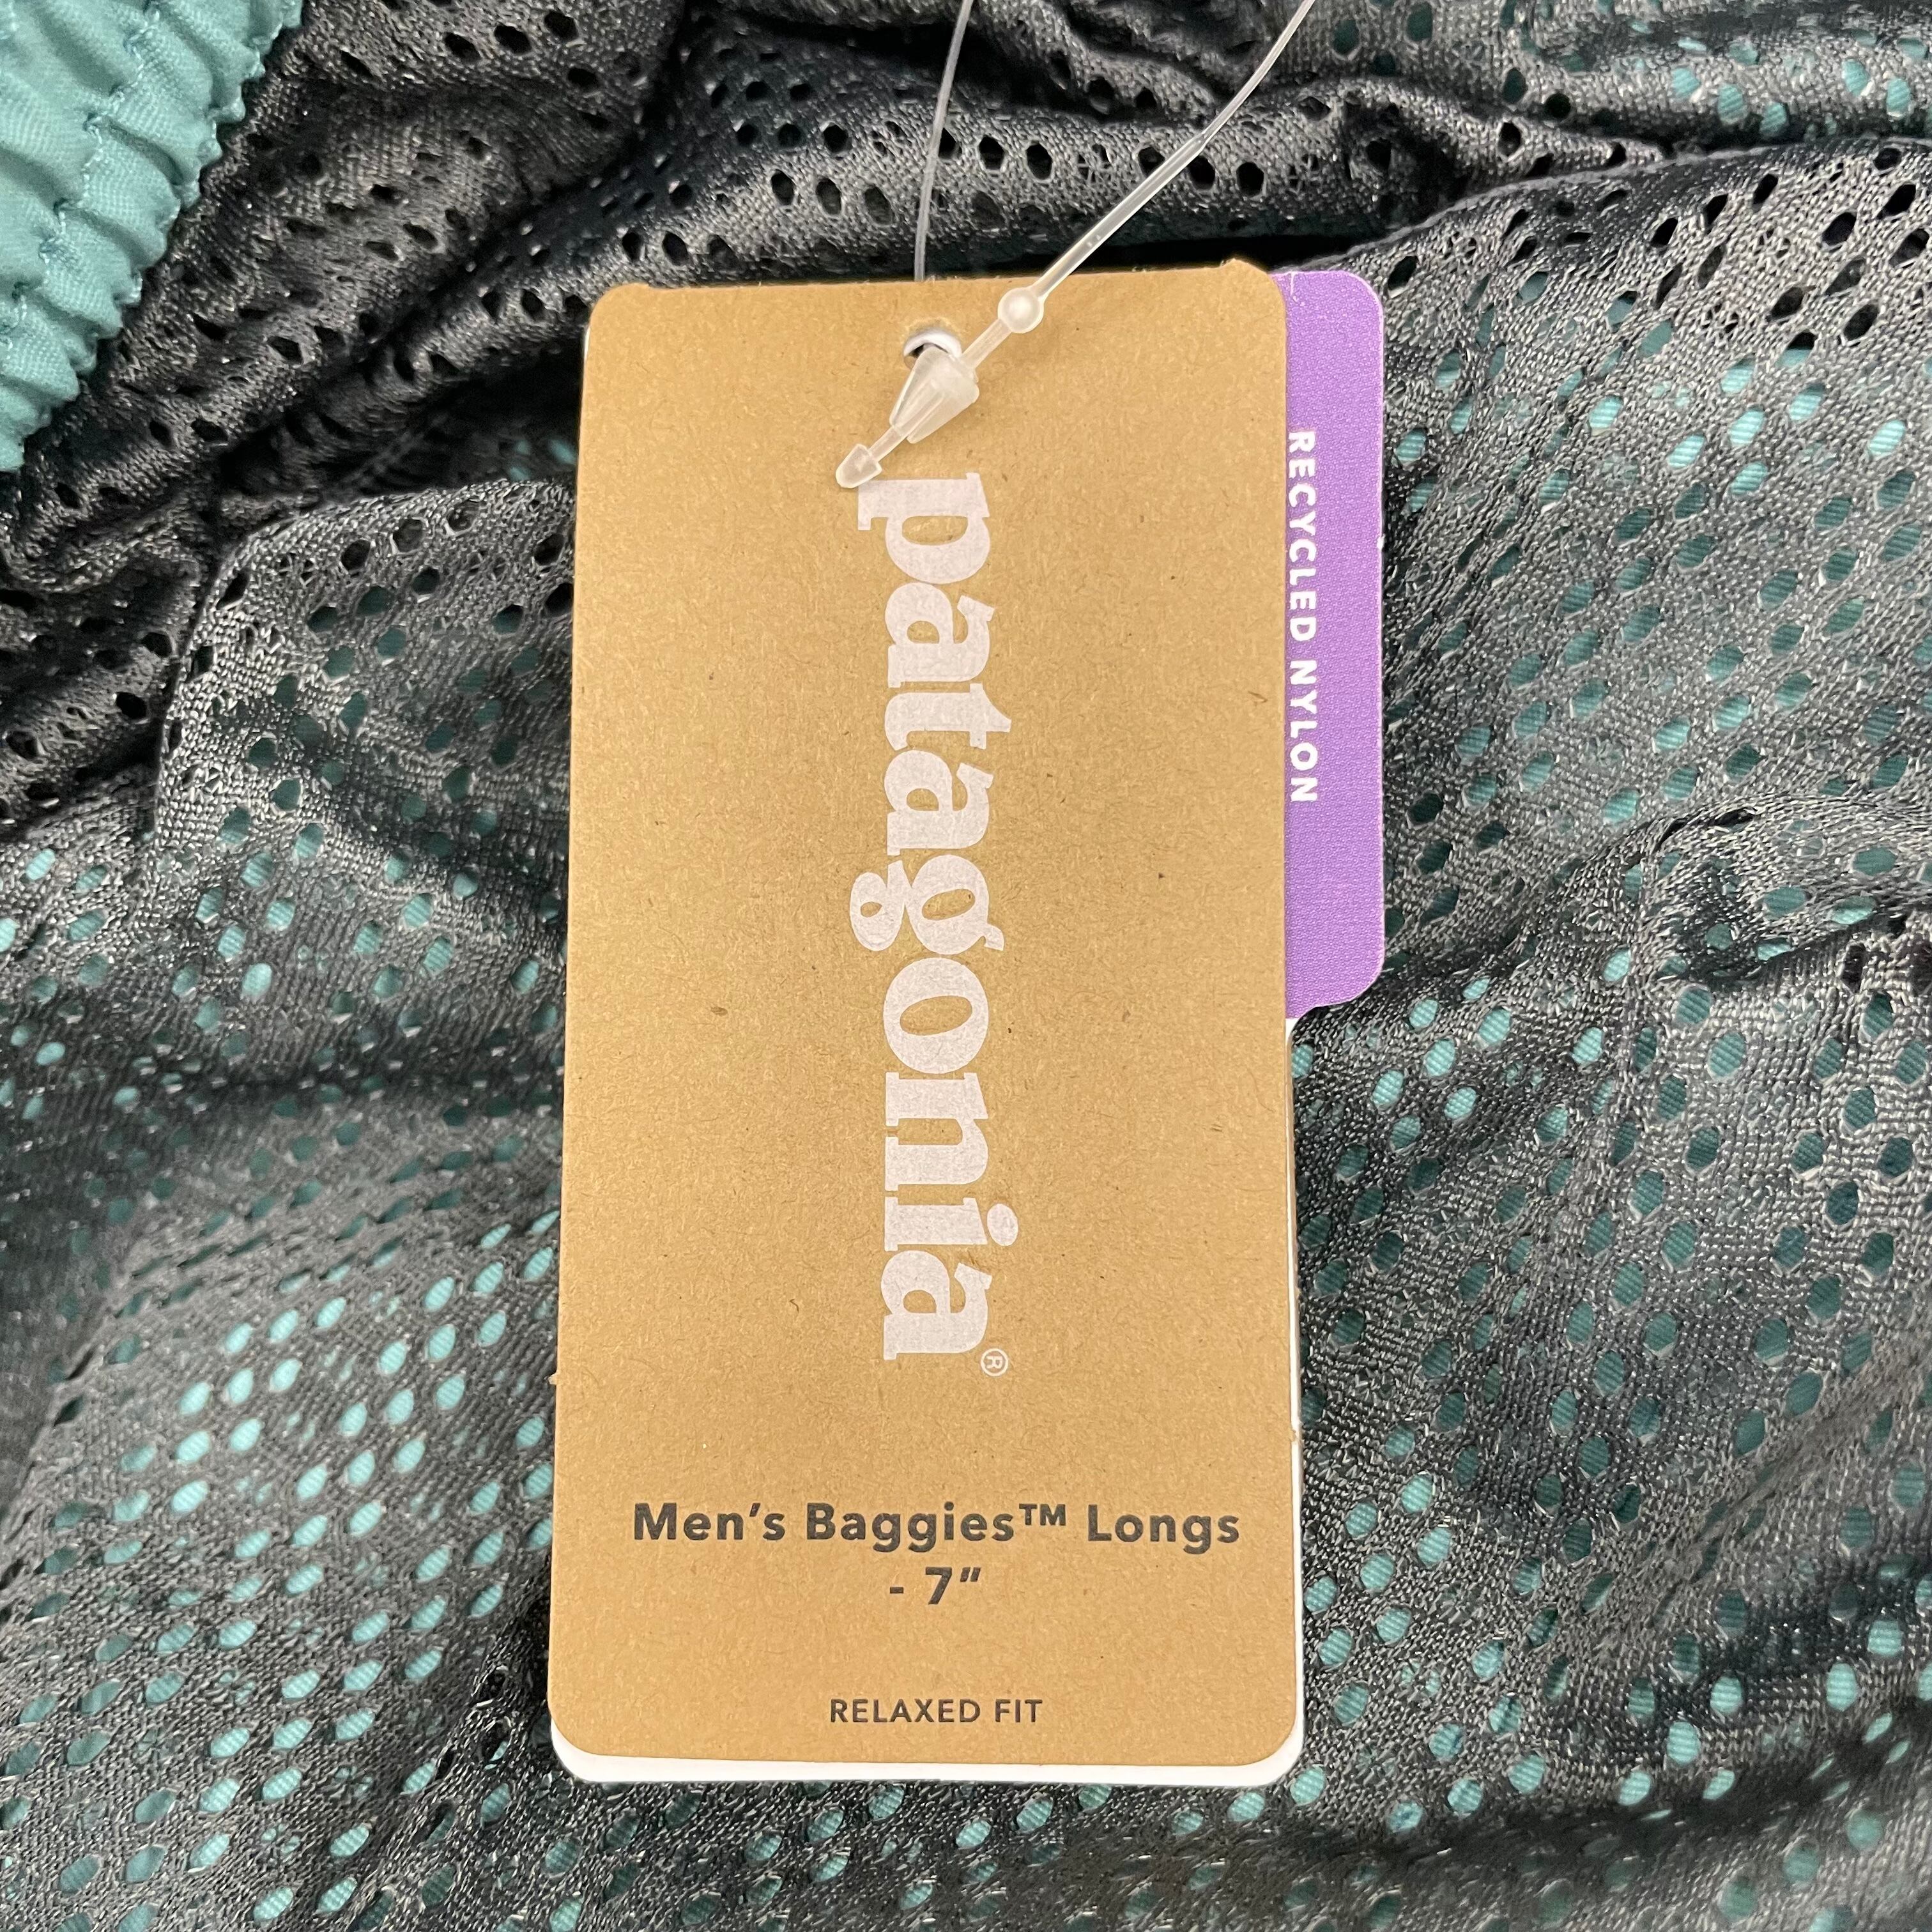 patagonia®
RECYCLED NYLON
Men's Baggies™ Longs
- 7"
RELAXED FIT